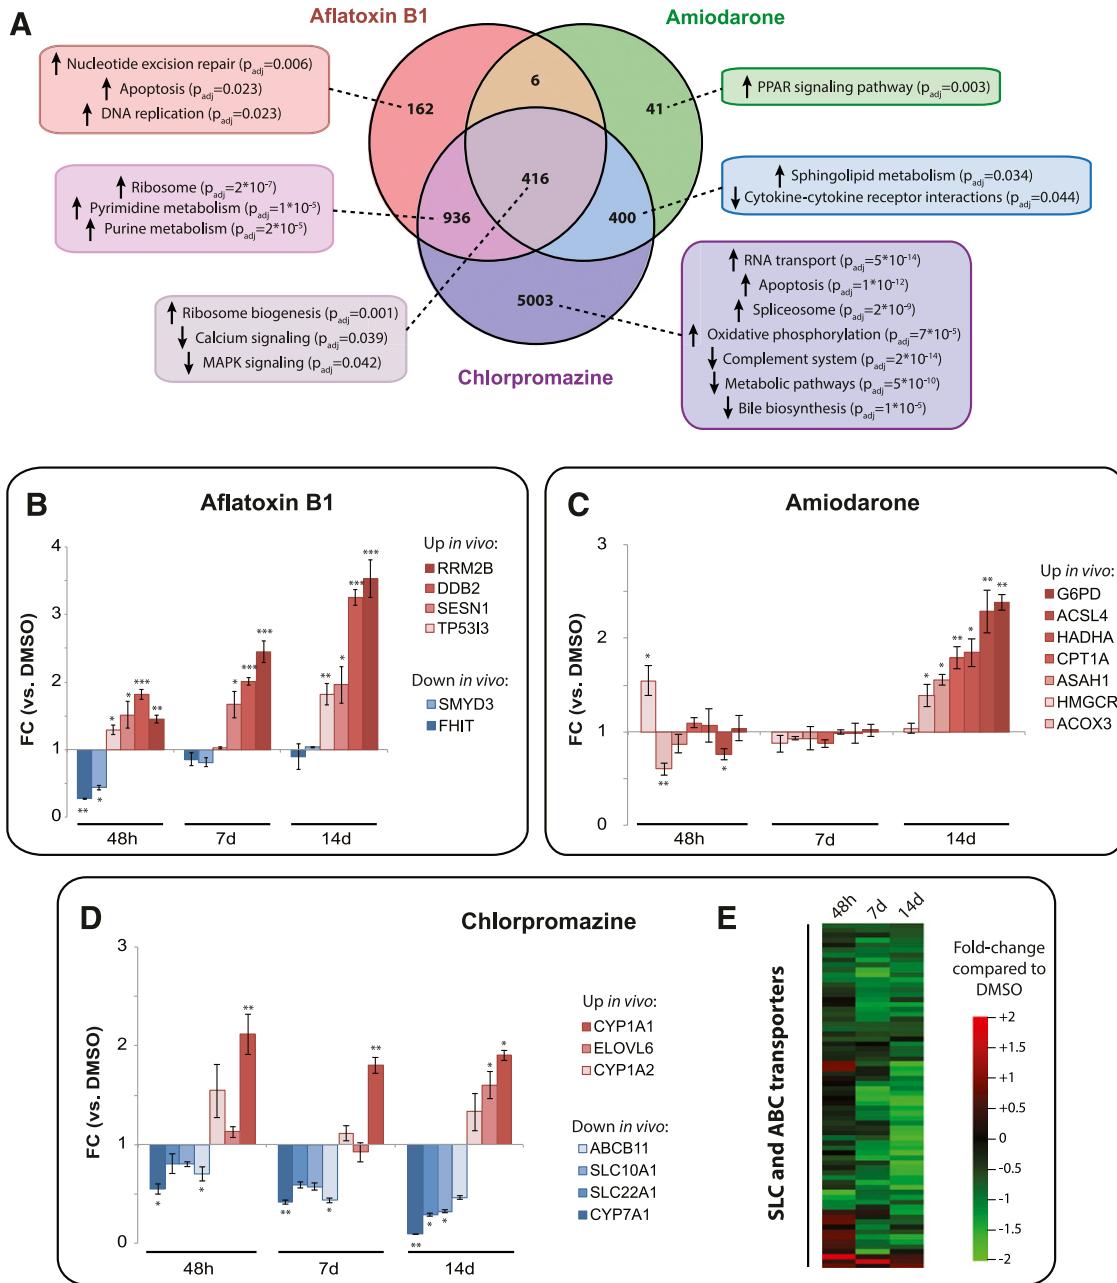 A
Aflatoxin B1
Amiodarone
Nucleotide excision repair (padj=0.006)
Apoptosis (padj=0.023)
DNA replication (padj=0.023)
162
6
41
PPAR signaling pathway (padj=0.003)
Ribosome (padj=2*10-7)
Pyrimidine metabolism (padj=1*10-5)
Purine metabolism (padj=2*10-5)
936
416
400
Sphingolipid metabolism (padj=0.034)
Cytokine-cytokine receptor interactions (padj=0.044)
Ribosome biogenesis (padj=0.001)
Calcium signaling (padj=0.039)
MAPK signaling (padj=0.042)
5003
Chlorpromazine
RNA transport (padj=5*10-14)
Apoptosis (padj=1*10-12)
Spliceosome (padj=2*10-9)
Oxidative phosphorylation (padj=7*10-5)
Complement system (padj=2*10-14)
Metabolic pathways (padj=5*10-10)
Bile biosynthesis (padj=1*10-5)
B
Aflatoxin B1
FC (vs. DMSO)
4
3
2
1
0
* * *** ** ** *
* *** ***
** * *** ***
48h
7d
14d
Up in vivo:
RRM2B
DDB2
SESN1
TP53I3
Down in vivo:
SMYD3
FHIT
C
Amiodarone
FC (vs. DMSO)
3
2
1
0
* ** *
* * ** * ** **
48h
7d
14d
Up in vivo:
G6PD
ACSL4
HADHA
CPT1A
ASAH1
HMGCR
ACOX3
D
Chlorpromazine
FC (vs. DMSO)
3
2
1
0
** * *
** ** *
* * ** * *
48h
7d
14d
Up in vivo:
CYP1A1
ELOVL6
CYP1A2
Down in vivo:
ABCB11
SLC10A1
SLC22A1
CYP7A1
E
48h
7d
14d
SLC and ABC transporters
Fold-change
compared to
DMSO
+2
+1.5
+1
+0.5
0
-0.5
-1
-1.5
-2